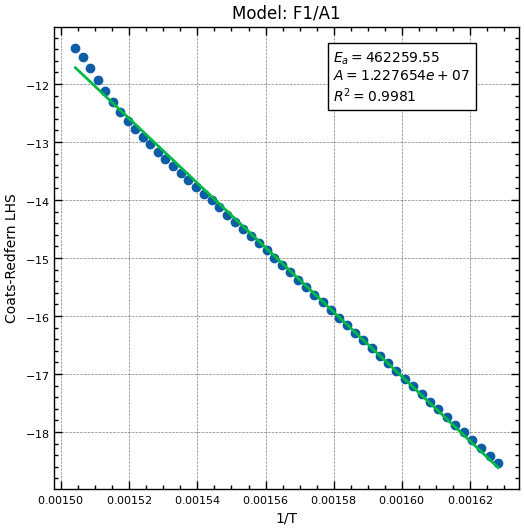 Model: F1/A1
E_a = 462259.55
A = 1.227654e + 07
R² = 0.9981
−12
−13
−14
−15
−16
−17
−18
Coats-Redfern LHS
0.00150 0.00152 0.00154 0.00156 0.00158 0.00160 0.00162
1/T